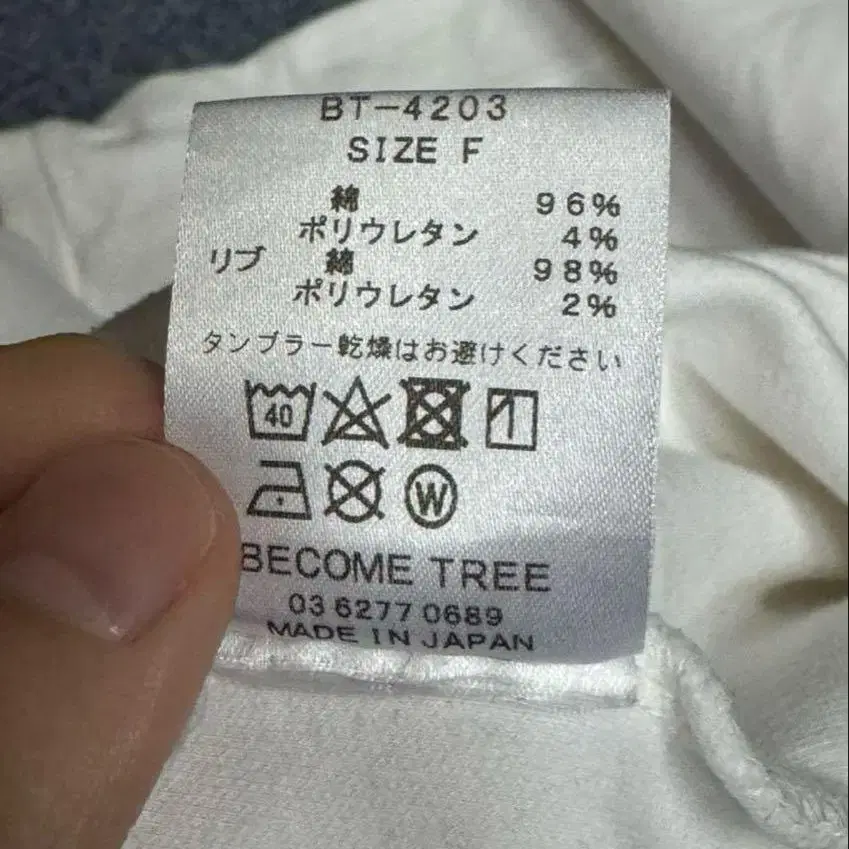 BT-4203
SIZE F
綿 96%
ポリウレタン 4%
リブ 綿 98%
ポリウレタン 2%
タンブラー乾燥はお避けください
40
W
BECOME TREE
03 6277 0689
MADE IN JAPAN